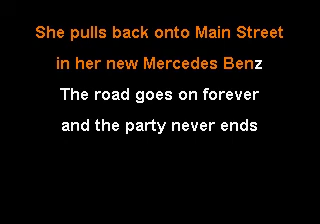 She pulls back onto Main Street
in her new Mercedes Benz
The road goes on forever
and the party never ends